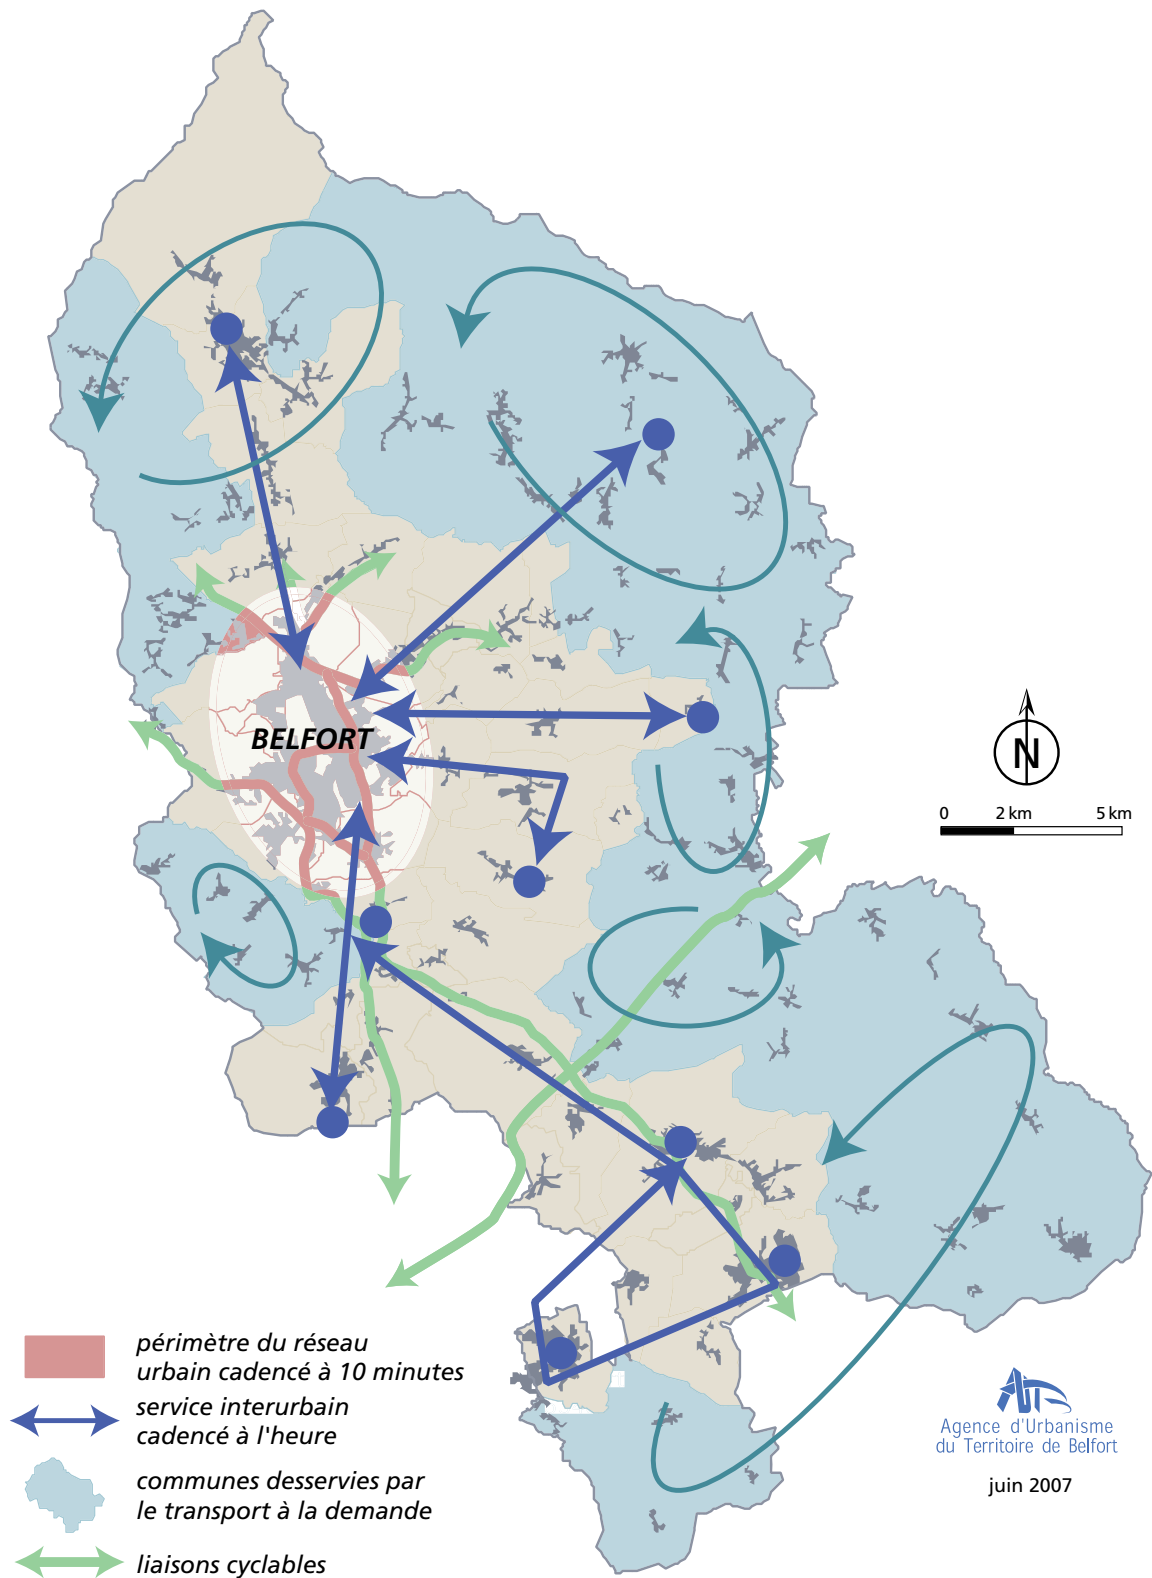 BELFORT
N
0 2 km 5 km
périmètre du réseau
urbain cadencé à 10 minutes
service interurbain
cadencé à l'heure
communes desservies par
le transport à la demande
liaisons cyclables
AUT
Agence d'Urbanisme
du Territoire de Belfort
juin 2007